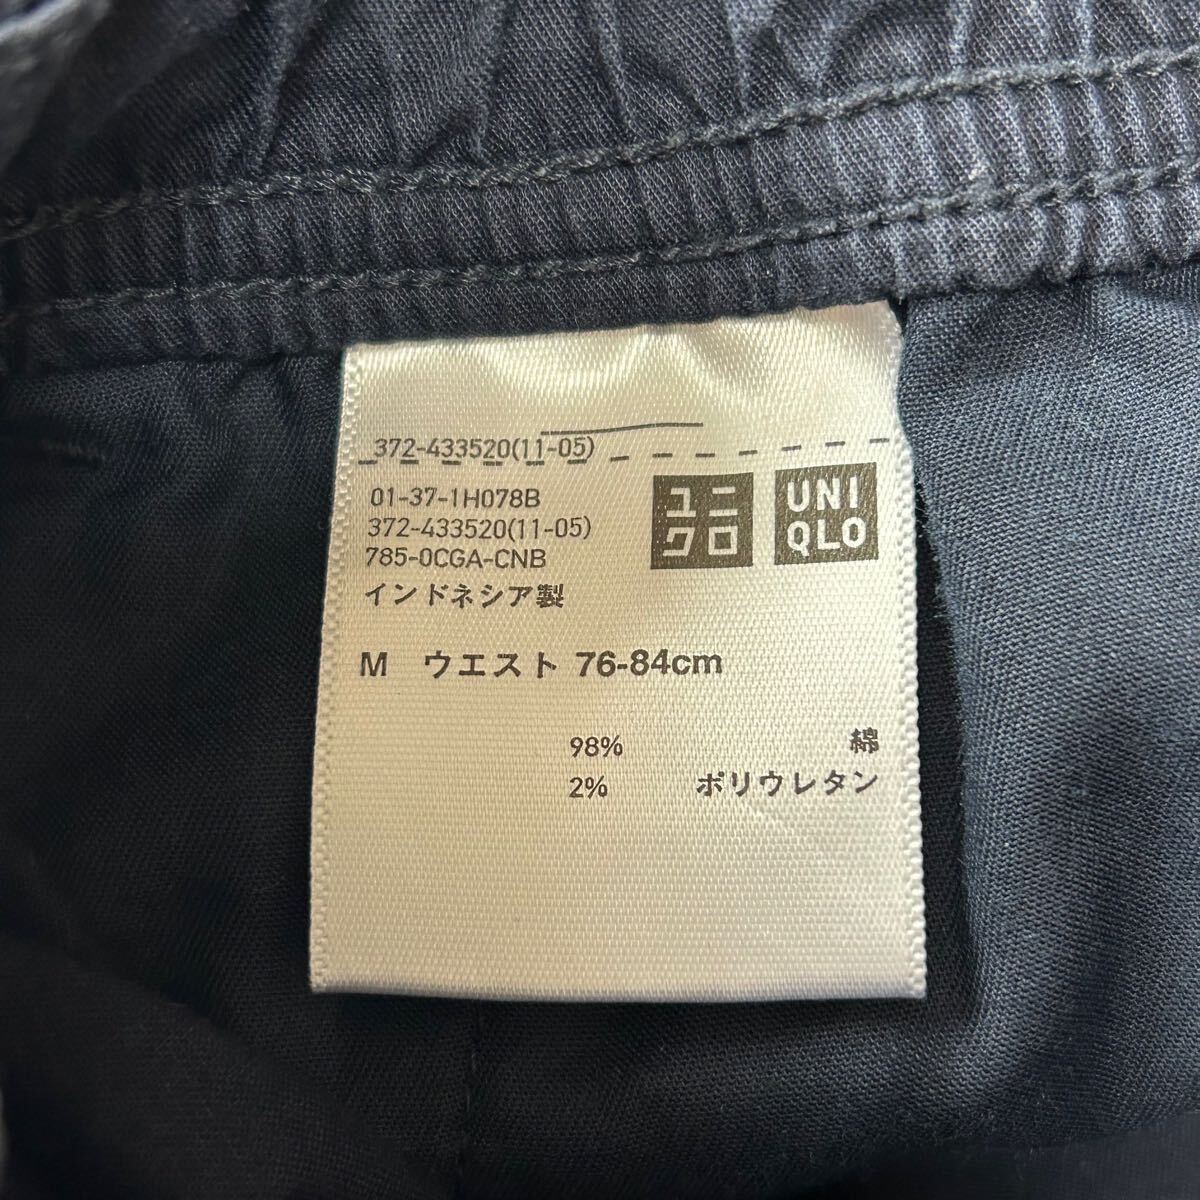 372-433520(11-05)
01-37-1H078B
372-433520(11-05)
785-0CGA-CNB
インドネシア製
ユニ
クロ
UNI
QLO
M ウエスト 76-84cm
98% 綿
2% ポリウレタン